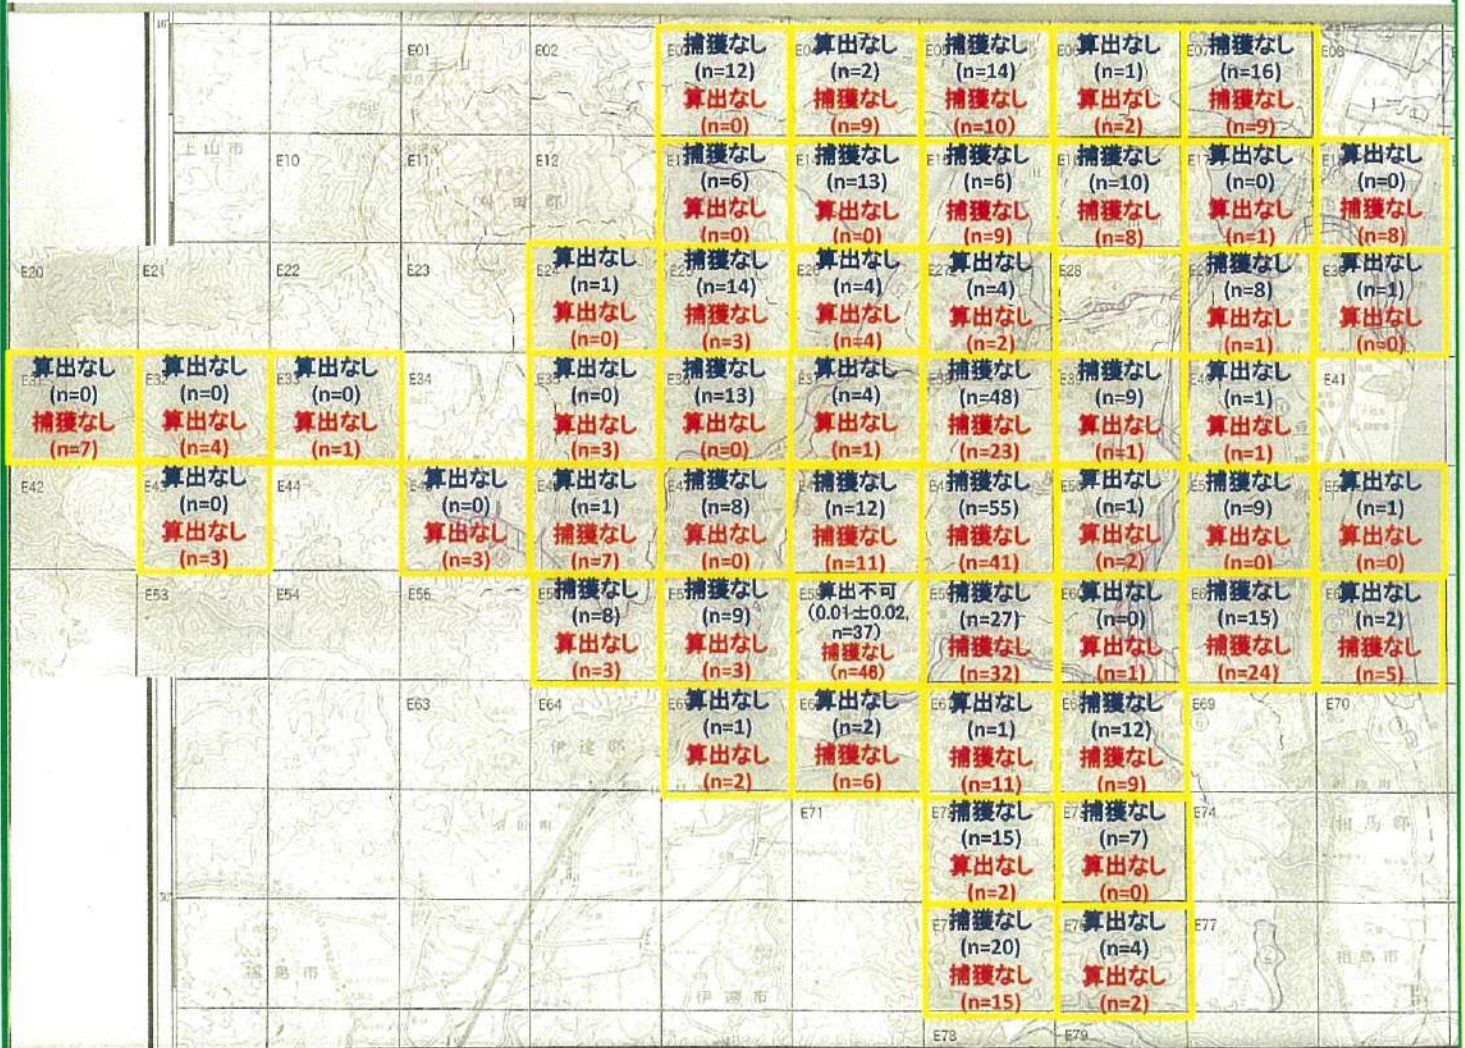 E01
E02
捕獲なし
(n=12)
算出なし
(n=0)
算出なし
(n=2)
捕獲なし
(n=9)
捕獲なし
(n=14)
捕獲なし
(n=10)
算出なし
(n=1)
算出なし
(n=2)
捕獲なし
(n=16)
捕獲なし
(n=9)
E08
上山市
E10
E11
E12
捕獲なし
(n=6)
算出なし
(n=0)
捕獲なし
(n=13)
算出なし
(n=0)
捕獲なし
(n=6)
捕獲なし
(n=9)
捕獲なし
(n=10)
捕獲なし
(n=8)
算出なし
(n=0)
算出なし
(n=1)
算出なし
(n=0)
捕獲なし
(n=8)
E20
E21
E22
E23
E24
算出なし
(n=1)
算出なし
(n=0)
捕獲なし
(n=14)
捕獲なし
(n=3)
算出なし
(n=4)
算出なし
(n=4)
算出なし
(n=4)
算出なし
(n=2)
E28
捕獲なし
(n=8)
算出なし
(n=1)
算出なし
(n=1)
算出なし
(n=0)
算出なし
(n=0)
捕獲なし
(n=7)
算出なし
(n=0)
算出なし
(n=4)
算出なし
(n=0)
算出なし
(n=1)
E34
算出なし
(n=0)
算出なし
(n=3)
捕獲なし
(n=13)
算出なし
(n=0)
算出なし
(n=4)
算出なし
(n=1)
捕獲なし
(n=48)
捕獲なし
(n=23)
捕獲なし
(n=9)
算出なし
(n=1)
算出なし
(n=1)
算出なし
(n=1)
E41
E42
算出なし
(n=0)
算出なし
(n=3)
E44
算出なし
(n=0)
算出なし
(n=3)
算出なし
(n=1)
捕獲なし
(n=7)
捕獲なし
(n=8)
算出なし
(n=0)
捕獲なし
(n=12)
捕獲なし
(n=11)
捕獲なし
(n=55)
捕獲なし
(n=41)
算出なし
(n=1)
算出なし
(n=2)
捕獲なし
(n=9)
算出なし
(n=0)
算出なし
(n=1)
算出なし
(n=0)
E53
E54
E55
捕獲なし
(n=8)
算出なし
(n=3)
捕獲なし
(n=9)
算出なし
(n=3)
算出不可
(0.01±0.02,
n=37)
捕獲なし
(n=46)
捕獲なし
(n=27)
捕獲なし
(n=32)
算出なし
(n=0)
算出なし
(n=1)
捕獲なし
(n=15)
捕獲なし
(n=24)
算出なし
(n=2)
捕獲なし
(n=5)
E63
E64
伊達郡
算出なし
(n=1)
算出なし
(n=2)
算出なし
(n=2)
捕獲なし
(n=6)
算出なし
(n=1)
捕獲なし
(n=11)
捕獲なし
(n=12)
捕獲なし
(n=9)
E69
E70
E71
捕獲なし
(n=15)
算出なし
(n=2)
捕獲なし
(n=7)
算出なし
(n=0)
E74
相馬郡
福島市
伊達市
捕獲なし
(n=20)
捕獲なし
(n=15)
算出なし
(n=4)
算出なし
(n=2)
E77
相馬市
E78
E79